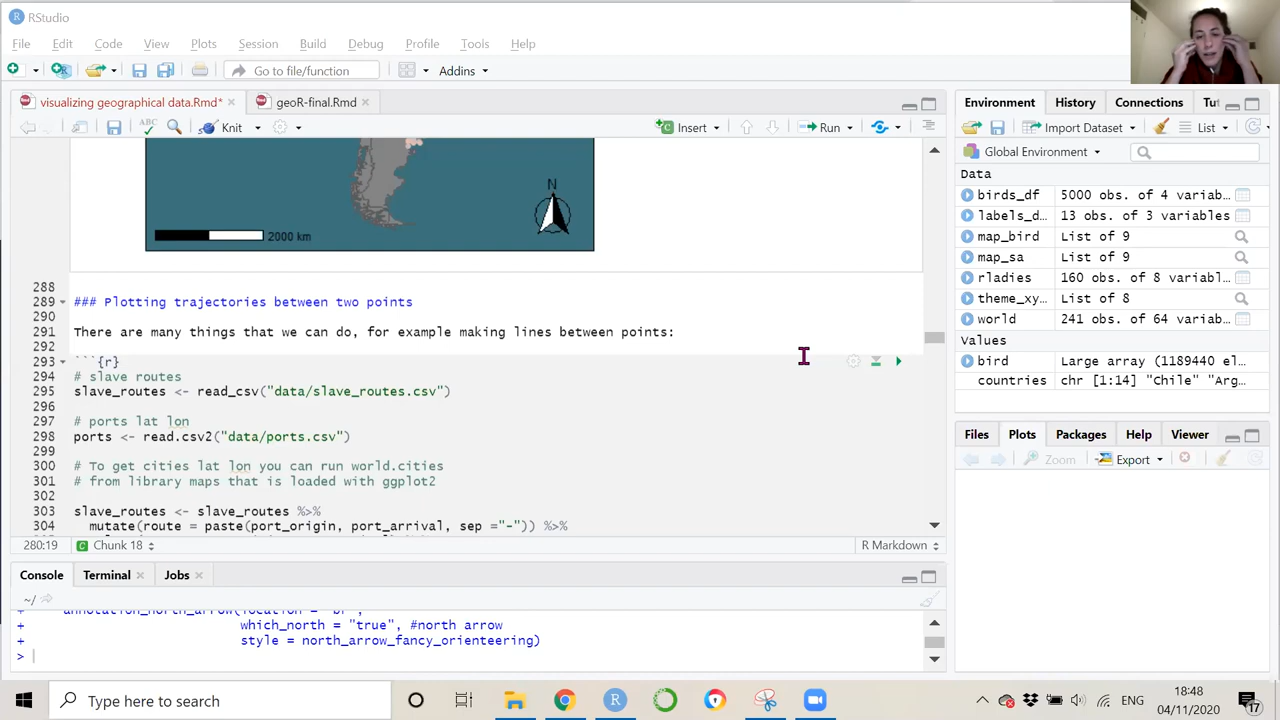 RStudio
File Edit Code View Plots Session Build Debug Profile Tools Help
Go to file/function Addins
visualizing geographical data.Rmd* geoR-final.Rmd
ABC Knit Insert Run
N
2000 km
288
289 ### Plotting trajectories between two points
290
291 There are many things that we can do, for example making lines between points:
292
293 ```{r}
294 # slave routes
295 slave_routes <- read_csv("data/slave_routes.csv")
296
297 # ports lat lon
298 ports <- read.csv2("data/ports.csv")
299
300 # To get cities lat lon you can run world.cities
301 # from library maps that is loaded with ggplot2
302
303 slave_routes <- slave_routes %>%
304 mutate(route = paste(port_origin, port_arrival, sep ="-")) %>%
280:19 Chunk 18 R Markdown
Console Terminal Jobs
~/
+ annotation_north_arrow(location = "br",
+ which_north = "true", #north arrow
+ style = north_arrow_fancy_orienteering)
>
Environment History Connections Tu
Import Dataset List
Global Environment
Data
birds_df 5000 obs. of 4 variab…
labels_d… 13 obs. of 3 variables
map_bird List of 9
map_sa List of 9
rladies 160 obs. of 8 variabl…
theme_xy… List of 8
world 241 obs. of 64 variab…
Values
bird Large array (1189440 el…
countries chr [1:14] "Chile" "Arg…
Files Plots Packages Help Viewer
Zoom Export
Type here to search
ENG
18:48
04/11/2020
17